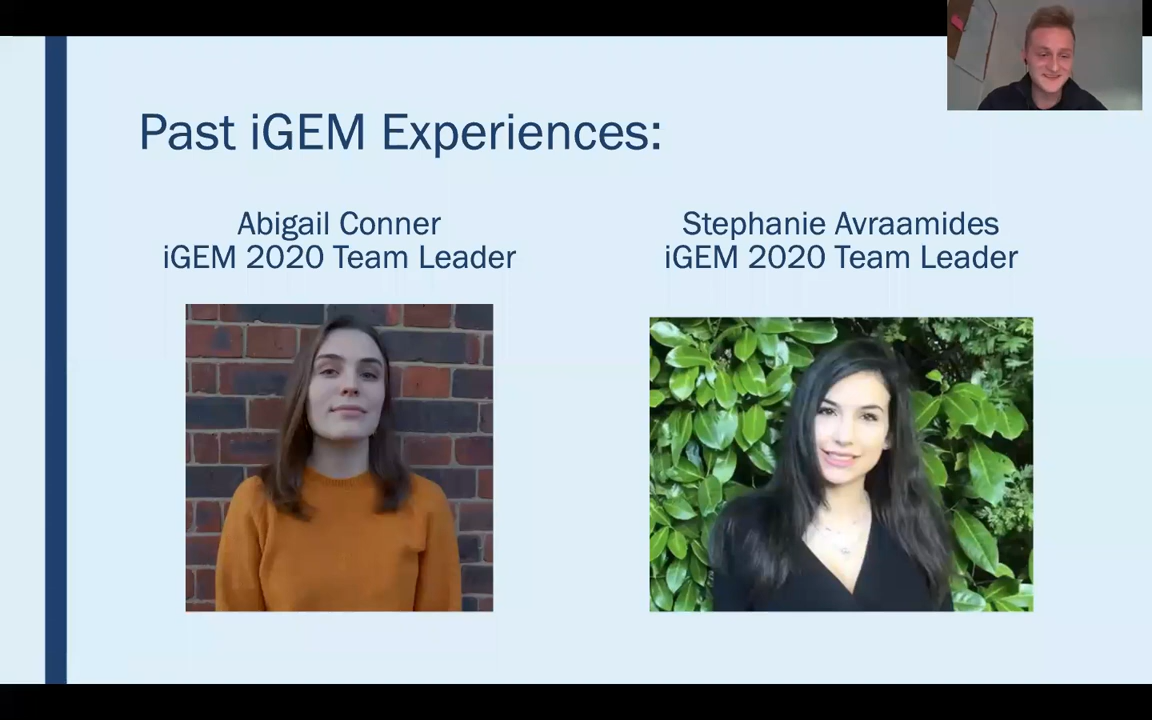 Past iGEM Experiences:
Abigail Conner
iGEM 2020 Team Leader
Stephanie Avraamides
iGEM 2020 Team Leader